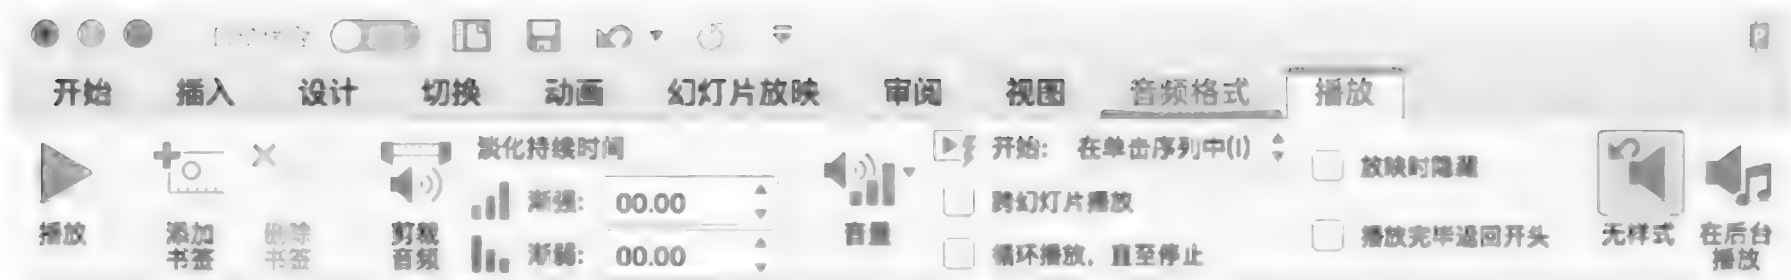 开始 插入 设计 切换 动画 幻灯片放映 审阅 视图 音频格式 播放
淡化持续时间 开始: 在单击序列中(I)
放映时隐藏
渐强: 00.00 跨幻灯片播放
播放 添加书签 删除书签 剪裁音频 音量 播放完毕返回开头 无样式 在后台播放
渐弱: 00.00 循环播放，直至停止